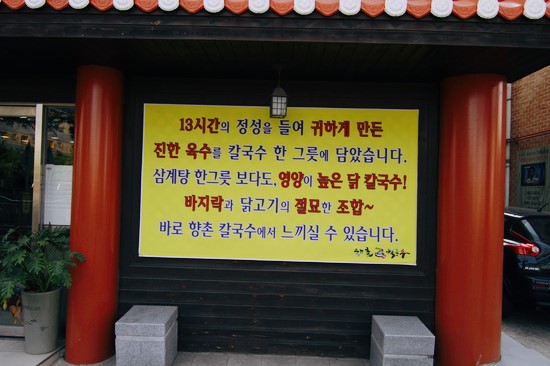 13시간의 정성을 들여 귀하게 만든
진한 육수를 칼국수 한 그릇에 담았습니다.
삼계탕 한그릇 보다도, 영양이 높은 닭 칼국수!
바지락과 닭고기의 절묘한 조합~
바로 향촌 칼국수에서 느끼실 수 있습니다.